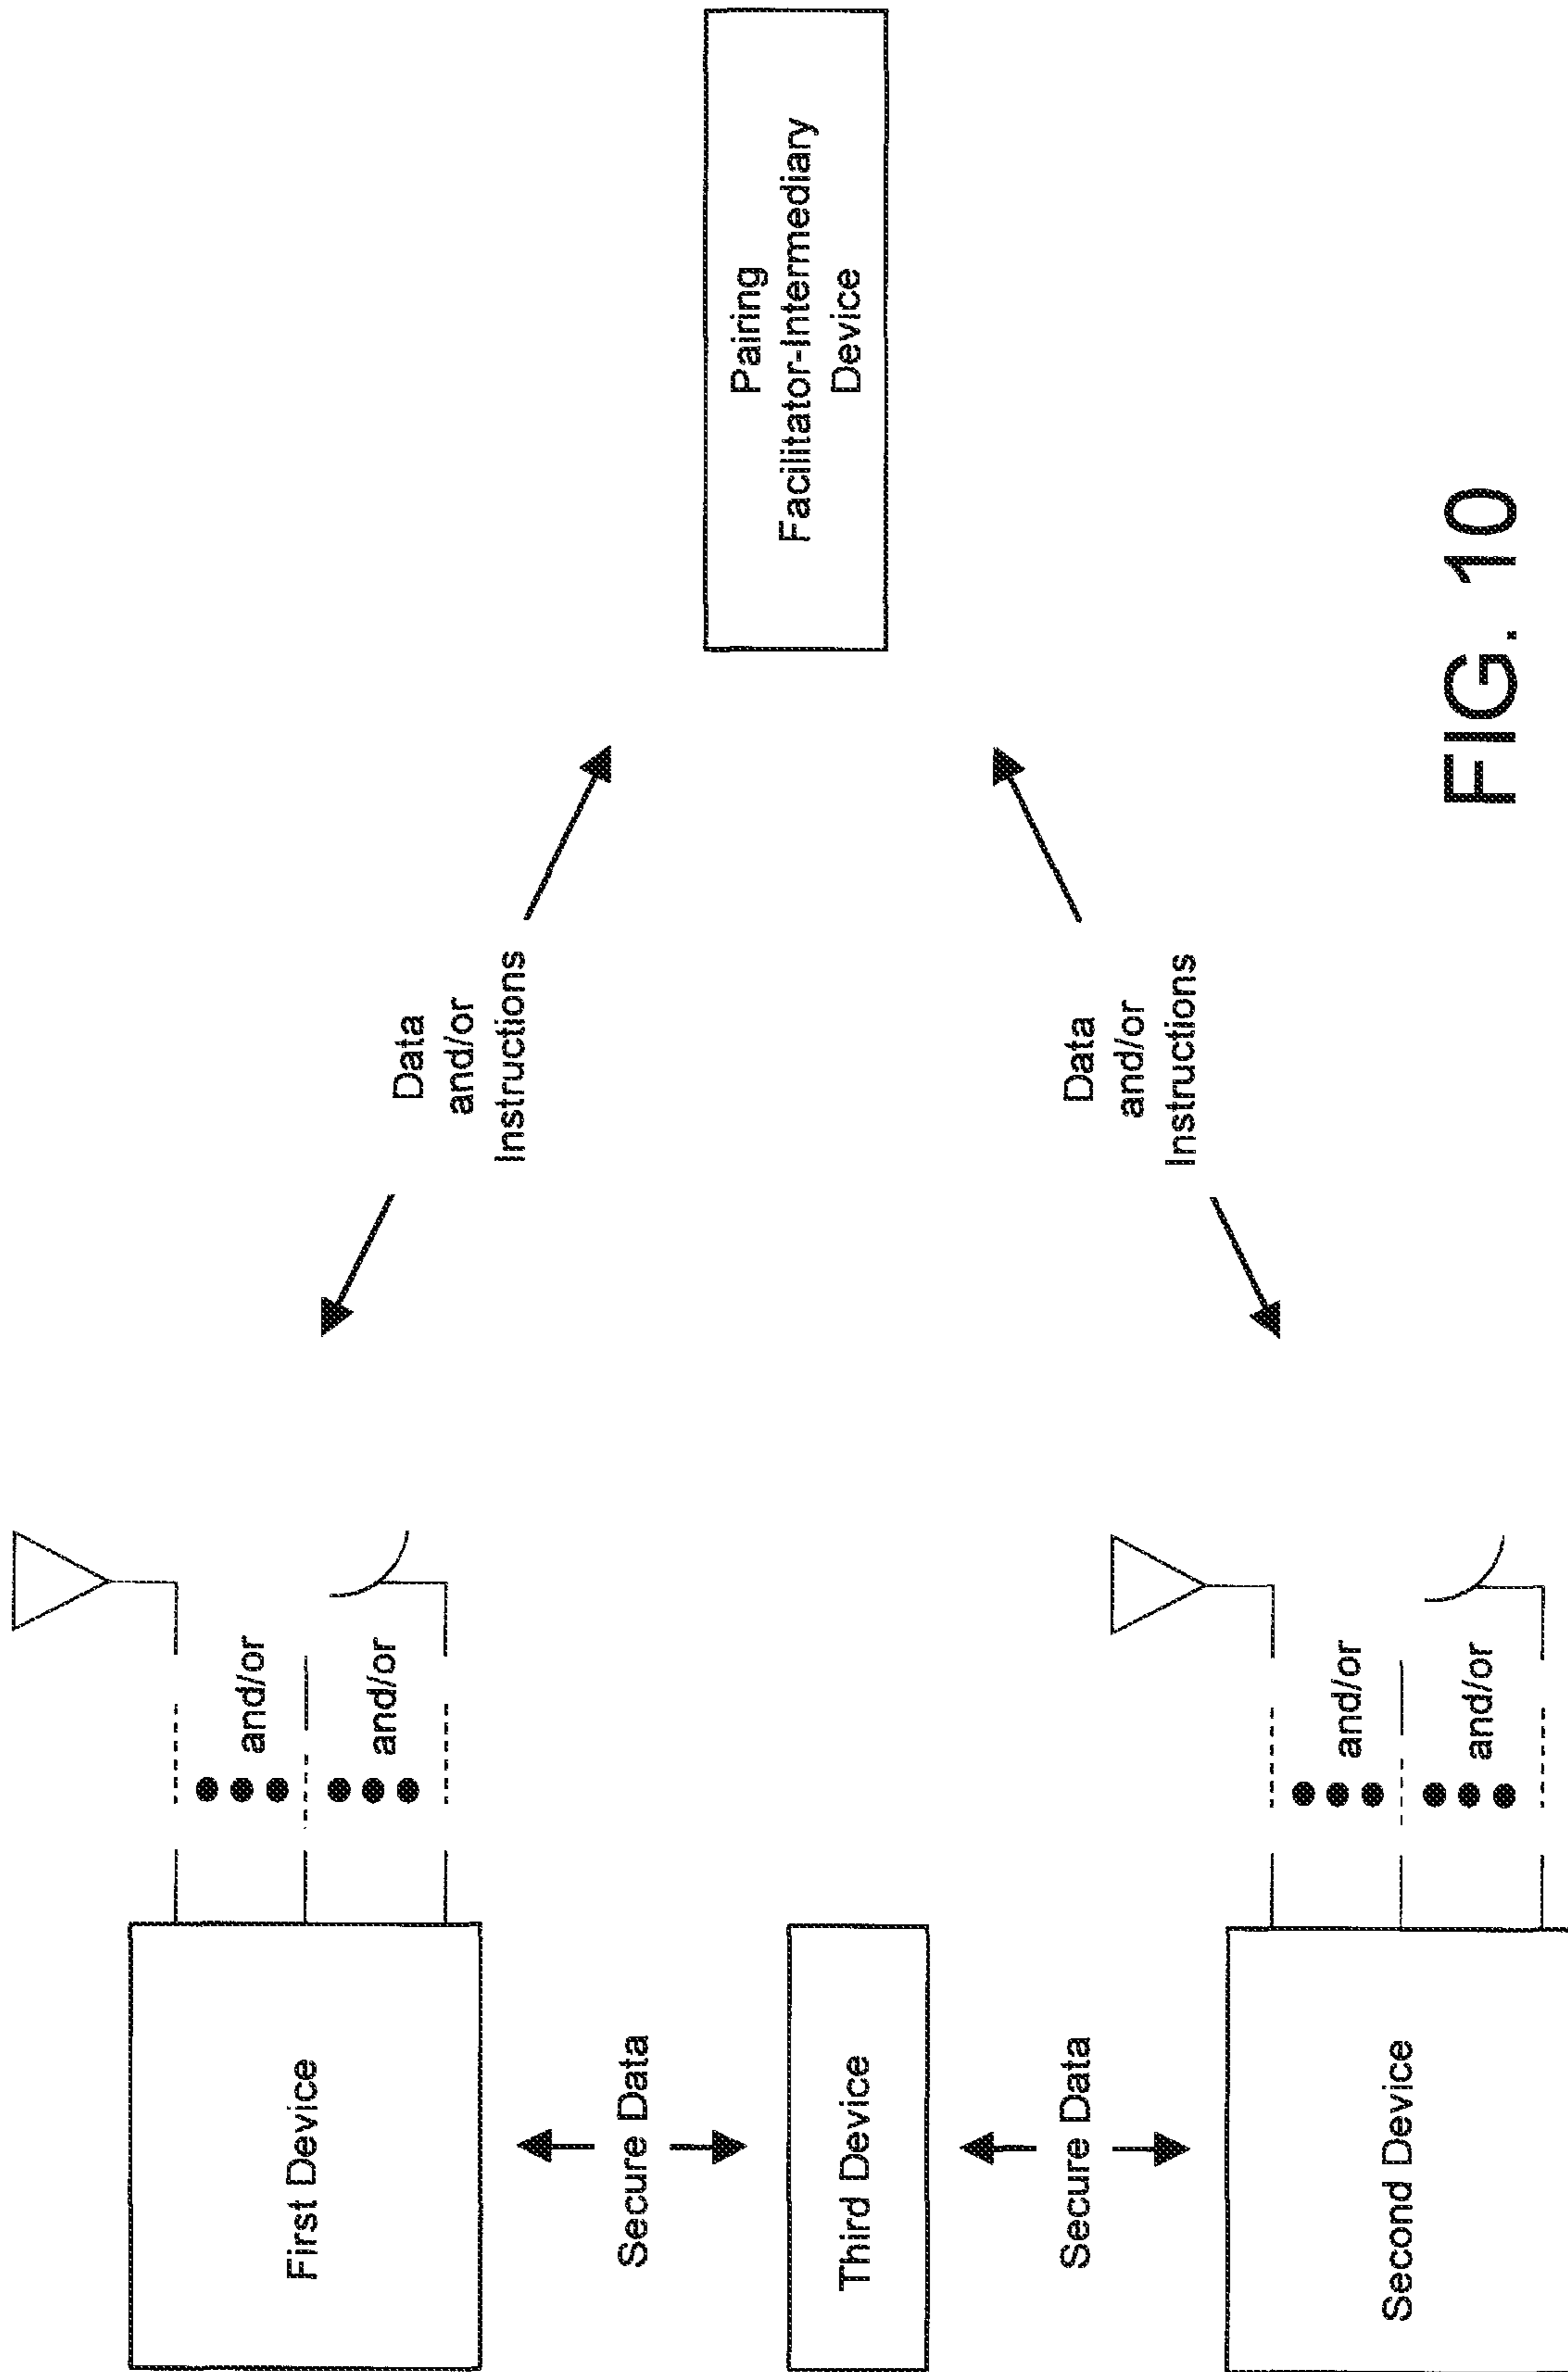 First Device
and/or
and/or
Secure Data
Data
and/or
Instructions
Third Device
Pairing
Facilitator-Intermediary
Device
Secure Data
Data
and/or
Instructions
Second Device
and/or
and/or
FIG. 10